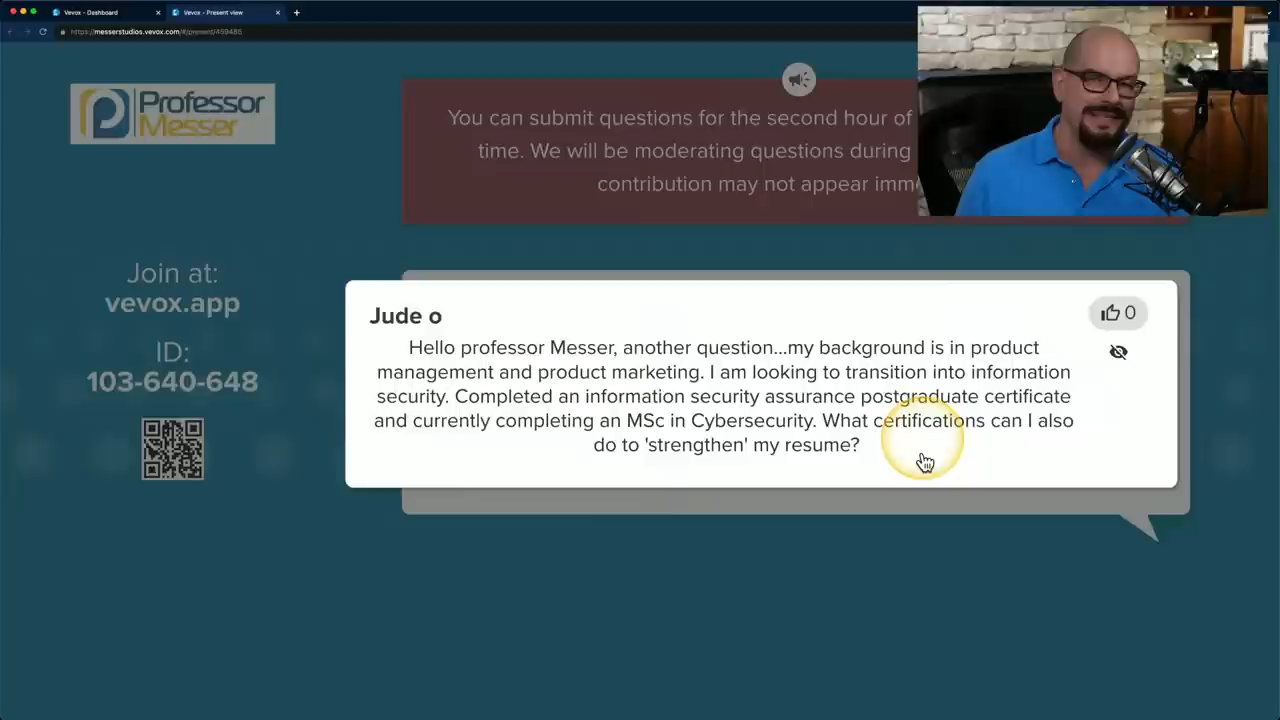 Vevox - Dashboard
Vevox - Present view
https://messerstudios.vevox.com/#/present/459485
Professor
Messer
You can submit questions for the second hour of
time. We will be moderating questions during
contribution may not appear imm
Join at:
vevox.app
ID:
103-640-648
Jude o
0
Hello professor Messer, another question...my background is in product
management and product marketing. I am looking to transition into information
security. Completed an information security assurance postgraduate certificate
and currently completing an MSc in Cybersecurity. What certifications can I also
do to 'strengthen' my resume?